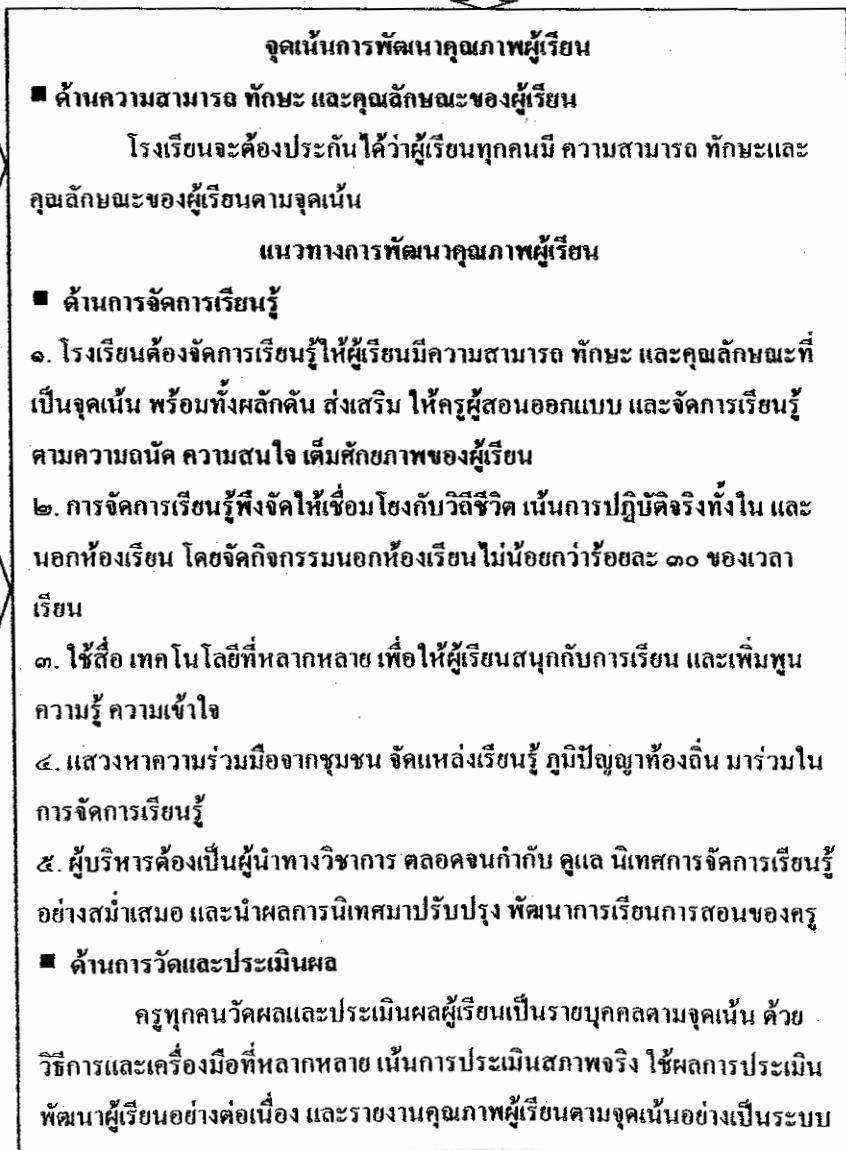 จุดเน้นการพัฒนาคุณภาพผู้เรียน
■ ด้านความสามารถ ทักษะ และคุณลักษณะของผู้เรียน
โรงเรียนจะต้องประกันได้ว่าผู้เรียนทุกคนมี ความสามารถ ทักษะและ
คุณลักษณะของผู้เรียนตามจุดเน้น
แนวทางการพัฒนาคุณภาพผู้เรียน
■ ด้านการจัดการเรียนรู้
๑. โรงเรียนต้องจัดการเรียนรู้ให้ผู้เรียนมีความสามารถ ทักษะ และคุณลักษณะที่
เป็นจุดเน้น พร้อมทั้งผลักดัน ส่งเสริม ให้ครูผู้สอนออกแบบ และจัดการเรียนรู้
ตามความถนัด ความสนใจ เต็มศักยภาพของผู้เรียน
๒. การจัดการเรียนรู้พึงจัดให้เชื่อมโยงกับวิถีชีวิต เน้นการปฏิบัติจริงทั้งใน และ
นอกห้องเรียน โดยจัดกิจกรรมนอกห้องเรียนไม่น้อยกว่าร้อยละ ๓๐ ของเวลา
เรียน
๓. ใช้สื่อ เทคโนโลยีที่หลากหลาย เพื่อให้ผู้เรียนสนุกกับการเรียน และเพิ่มพูน
ความรู้ ความเข้าใจ
๔. แสวงหาความร่วมมือจากชุมชน จัดแหล่งเรียนรู้ ภูมิปัญญาท้องถิ่น มาร่วมใน
การจัดการเรียนรู้
๕. ผู้บริหารต้องเป็นผู้นำทางวิชาการ ตลอดจนกำกับ ดูแล นิเทศการจัดการเรียนรู้
อย่างสม่ำเสมอ และนำผลการนิเทศมาปรับปรุง พัฒนาการเรียนการสอนของครู
■ ด้านการวัดและประเมินผล
ครูทุกคนวัดผลและประเมินผลผู้เรียนเป็นรายบุคคลตามจุดเน้น ด้วย
วิธีการและเครื่องมือที่หลากหลาย เน้นการประเมินสภาพจริง ใช้ผลการประเมิน
พัฒนาผู้เรียนอย่างต่อเนื่อง และรายงานคุณภาพผู้เรียนตามจุดเน้นอย่างเป็นระบบ